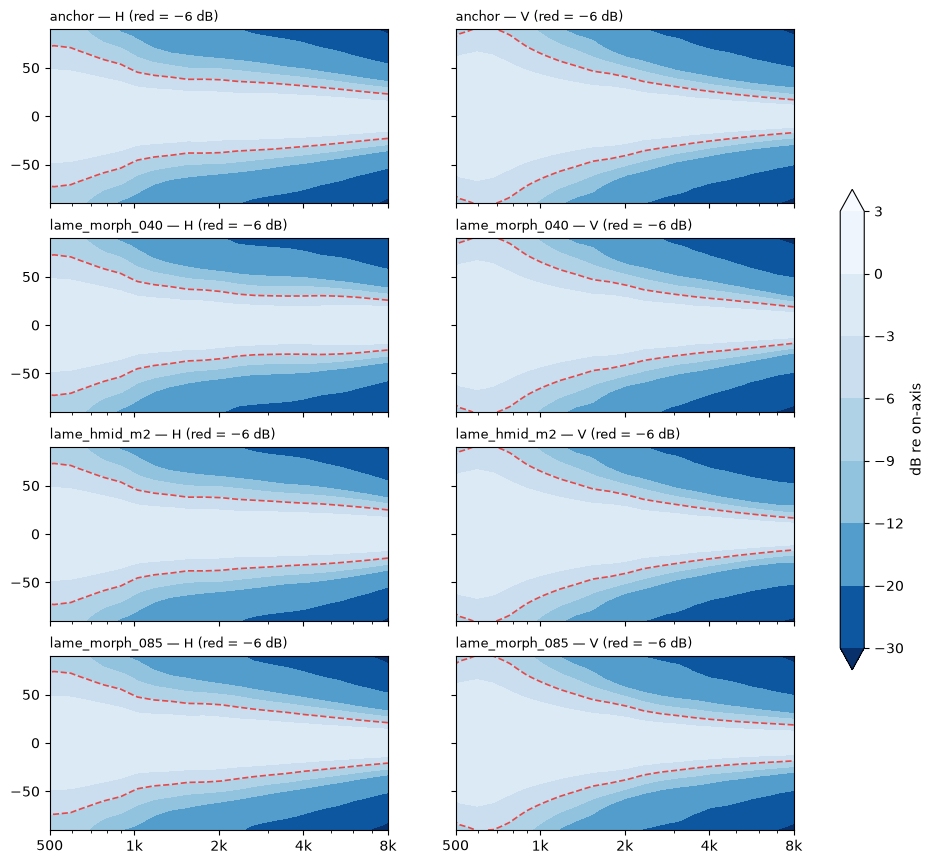 anchor — H (red = −6 dB)
anchor — V (red = −6 dB)
50
0
−50
lame_morph_040 — H (red = −6 dB)
lame_morph_040 — V (red = −6 dB)
50
0
−50
lame_hmid_m2 — H (red = −6 dB)
lame_hmid_m2 — V (red = −6 dB)
50
0
−50
lame_morph_085 — H (red = −6 dB)
lame_morph_085 — V (red = −6 dB)
50
0
−50
500 1k 2k 4k 8k
500 1k 2k 4k 8k
3
0
−3
−6
−9
−12
−20
−30
dB re on-axis